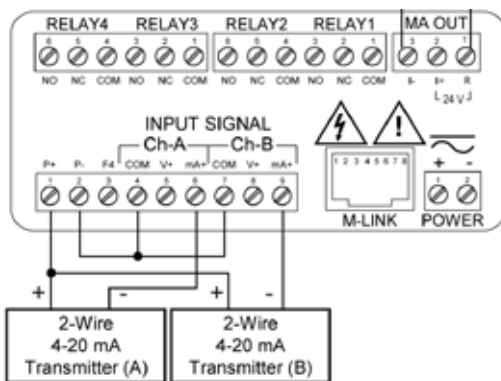 RELAY4 RELAY3 RELAY2 RELAY1 MA OUT
6 5 4 3 2 1 6 5 4 3 2 1 3 2 1
NO NC COM NO NC COM NO NC COM NO NC COM I- I+ R
24 V
INPUT SIGNAL
Ch-A Ch-B
P+ P- F4 COM V+ mA+ COM V+ mA+
1 2 3 4 5 6 7 8 9
1 2 3 4 5 6 7 8
+ -
1 2
M-LINK POWER
+ - + -
2-Wire
4-20 mA
Transmitter (A)
2-Wire
4-20 mA
Transmitter (B)